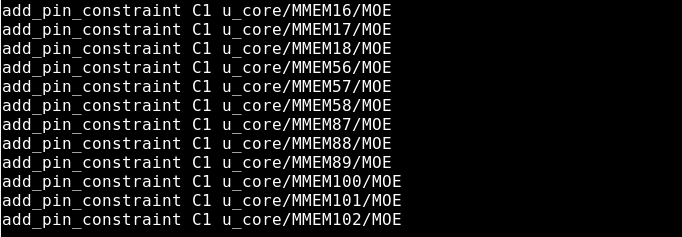 add_pin_constraint C1 u_core/MMEM16/MOE
add_pin_constraint C1 u_core/MMEM17/MOE
add_pin_constraint C1 u_core/MMEM18/MOE
add_pin_constraint C1 u_core/MMEM56/MOE
add_pin_constraint C1 u_core/MMEM57/MOE
add_pin_constraint C1 u_core/MMEM58/MOE
add_pin_constraint C1 u_core/MMEM87/MOE
add_pin_constraint C1 u_core/MMEM88/MOE
add_pin_constraint C1 u_core/MMEM89/MOE
add_pin_constraint C1 u_core/MMEM100/MOE
add_pin_constraint C1 u_core/MMEM101/MOE
add_pin_constraint C1 u_core/MMEM102/MOE